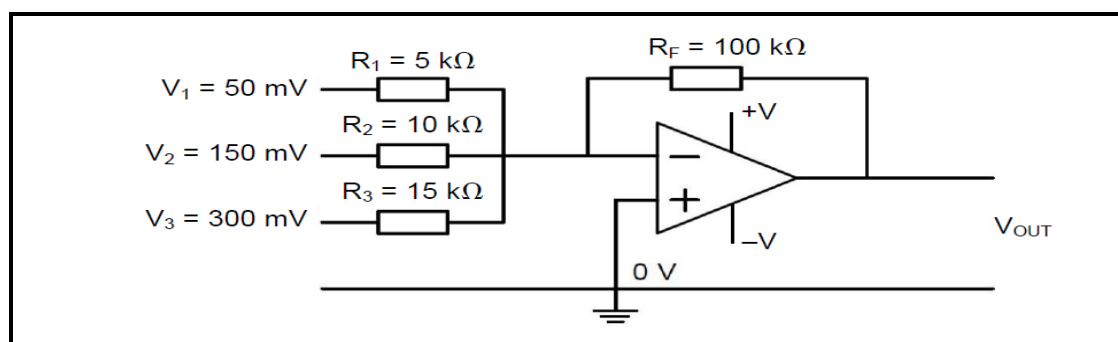 R₁ = 5 kΩ
R_F = 100 kΩ
V₁ = 50 mV
+V
R₂ = 10 kΩ
V₂ = 150 mV
−
R₃ = 15 kΩ
+
V₃ = 300 mV
–V
V_OUT
0 V